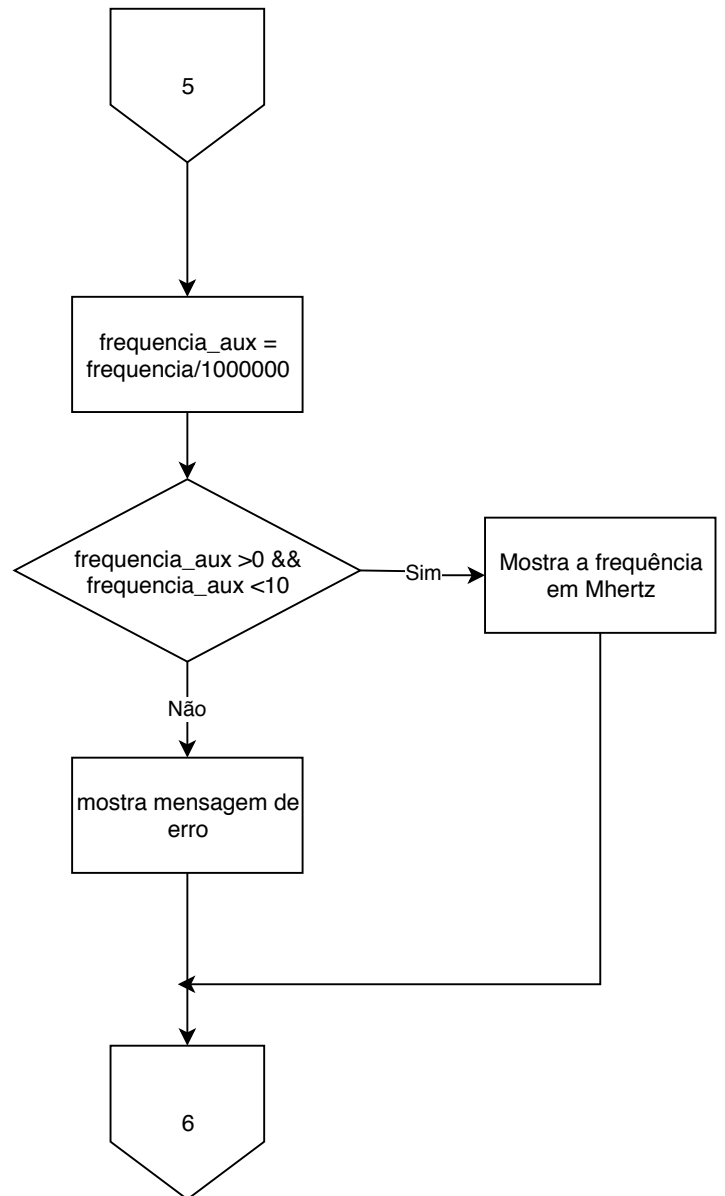 5
frequencia_aux =
frequencia/1000000
frequencia_aux >0 &&
frequencia_aux <10
Sim
Mostra a frequência
em Mhertz
Não
mostra mensagem de
erro
6